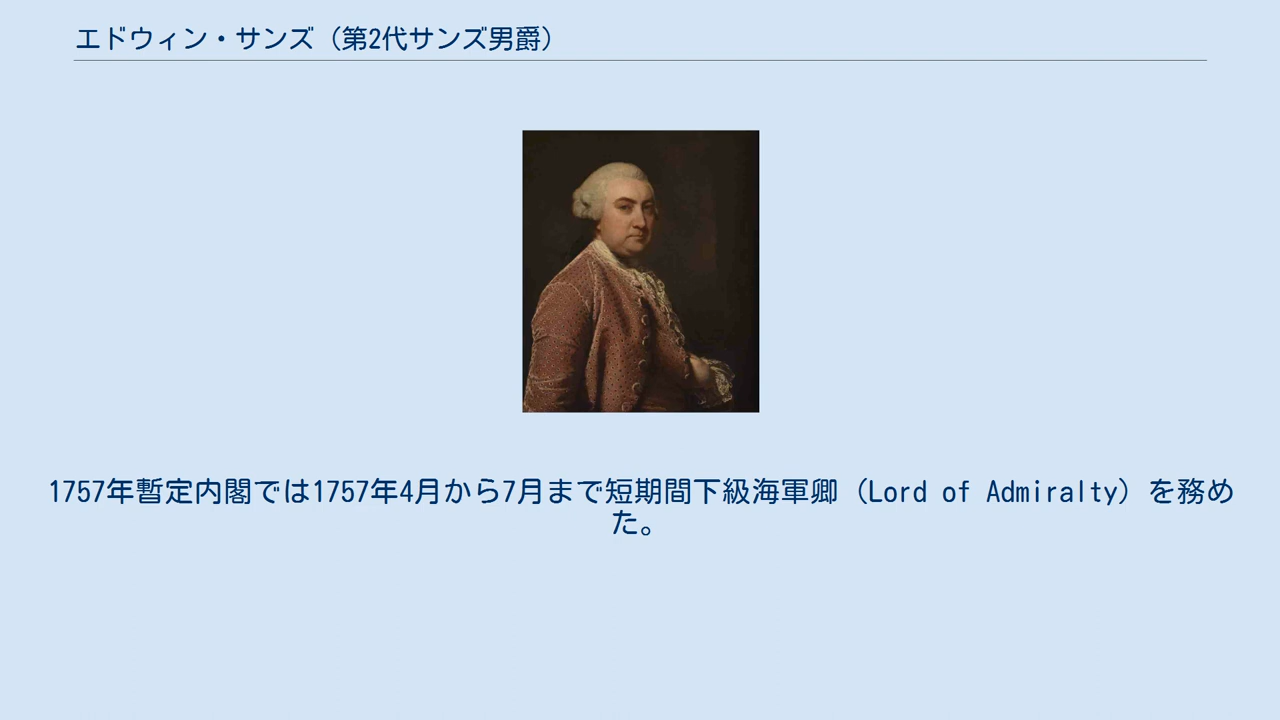 エドウィン・サンズ（第2代サンズ男爵）
1757年暫定内閣では1757年4月から7月まで短期間下級海軍卿（Lord of Admiralty）を務め
た。